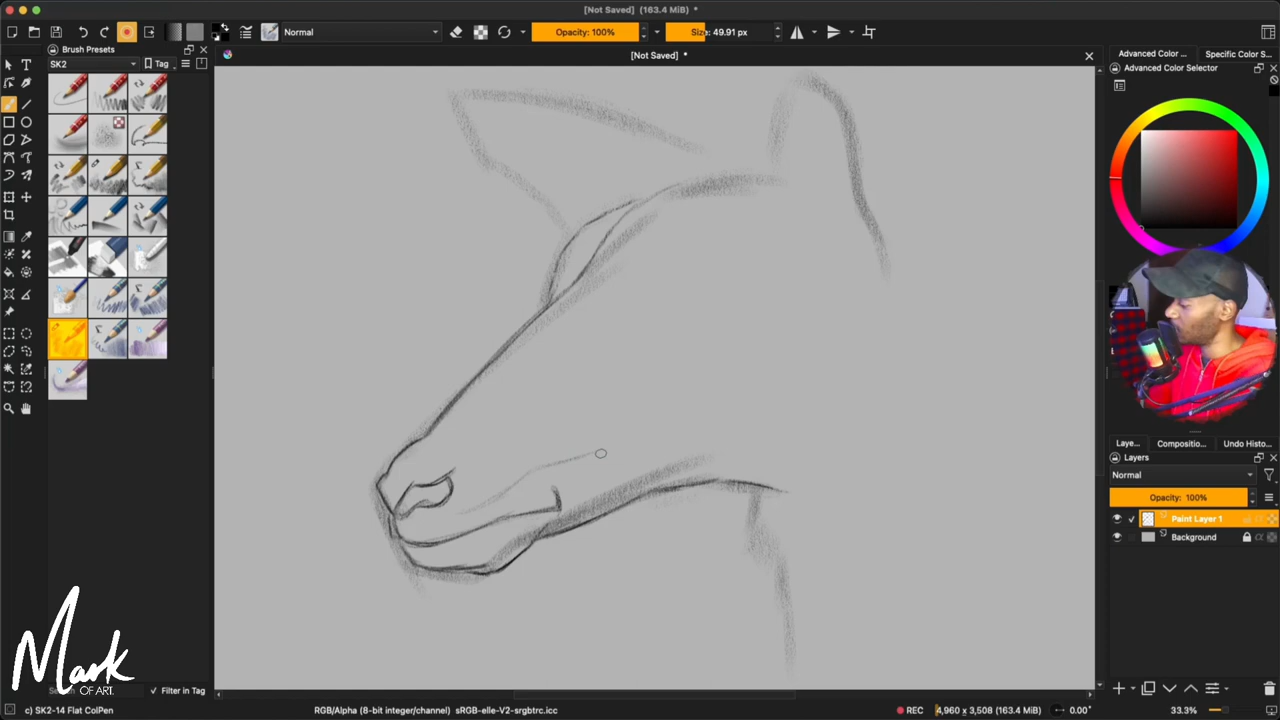 [Not Saved] (163.4 MiB) *
Normal
Opacity: 100%
Size: 49.91 px
Brush Presets
[Not Saved] *
Advanced Color ...
Specific Color S...
SK2
Tag
Advanced Color Selector
Laye...
Compositio...
Undo Histo...
Layers
Normal
Opacity: 100%
Paint Layer 1
Background
Mark
OF ART.
Filter in Tag
c) SK2-14 Flat ColPen
RGB/Alpha (8-bit integer/channel) sRGB-elle-V2-srgbtrc.icc
REC
4,960 x 3,508 (163.4 MiB)
0.00°
33.3%